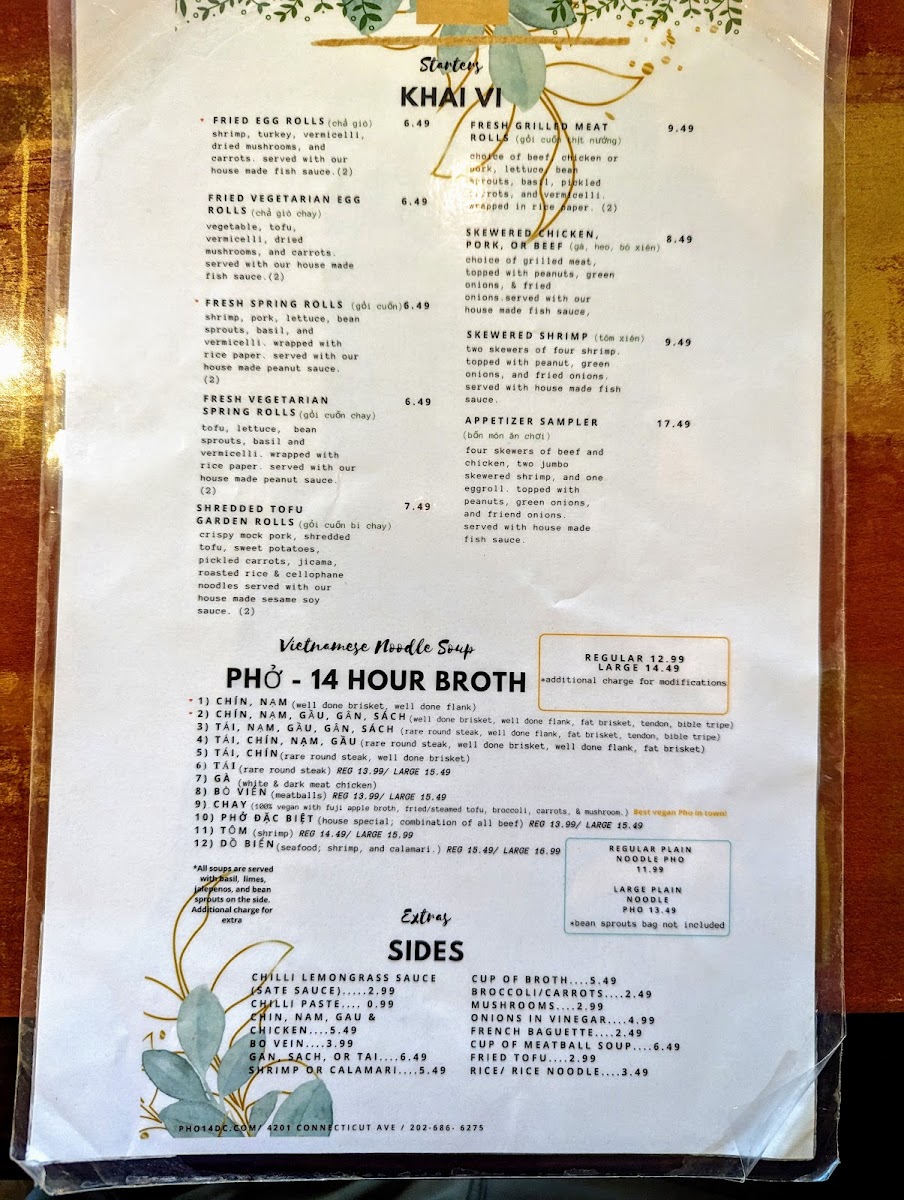 Starters
KHAI VI
* FRIED EGG ROLLS (chả giò) 6.49
shrimp, turkey, vermicelli,
dried mushrooms, and
carrots. served with our
house made fish sauce.(2)
FRIED VEGETARIAN EGG 6.49
ROLLS (chả giò chay)
vegetable, tofu,
vermicelli, dried
mushrooms, and carrots.
served with our house made
fish sauce.(2)
* FRESH SPRING ROLLS (gỏi cuốn) 6.49
shrimp, pork, lettuce, bean
sprouts, basil, and
vermicelli. wrapped with
rice paper. served with our
house made peanut sauce.
(2)
FRESH VEGETARIAN 6.49
SPRING ROLLS (gỏi cuốn chay)
tofu, lettuce, bean
sprouts, basil and
vermicelli. wrapped with
rice paper. served with our
house made peanut sauce.
(2)
SHREDDED TOFU 7.49
GARDEN ROLLS (gỏi cuốn bì chay)
crispy mock pork, shredded
tofu, sweet potatoes,
pickled carrots, jicama,
roasted rice & cellophane
noodles served with our
house made sesame soy
sauce. (2)
FRESH GRILLED MEAT 9.49
ROLLS (gỏi cuốn thịt nướng)
choice of beef, chicken or
pork, lettuce, bean
sprouts, basil, pickled
carrots, and vermicelli.
wrapped in rice paper. (2)
SKEWERED CHICKEN, 8.49
PORK, OR BEEF (gà, heo, bò xiên)
choice of grilled meat,
topped with peanuts, green
onions, & fried
onions.served with our
house made fish sauce,
SKEWERED SHRIMP (tôm xiên) 9.49
two skewers of four shrimp.
topped with peanut, green
onions, and fried onions.
served with house made fish
sauce.
APPETIZER SAMPLER 17.49
(bốn món ăn chơi)
four skewers of beef and
chicken, two jumbo
skewered shrimp, and one
eggroll. topped with
peanuts, green onions,
and friend onions.
served with house made
fish sauce.
Vietnamese Noodle Soup
PHỞ - 14 HOUR BROTH
REGULAR 12.99
LARGE 14.49
*additional charge for modifications
* 1) CHÍN, NẠM (well done brisket, well done flank)
* 2) CHÍN, NẠM, GẦU, GÂN, SÁCH (well done brisket, well done flank, fat brisket, tendon, bible tripe)
3) TÁI, NẠM, GẦU, GÂN, SÁCH (rare round steak, well done flank, fat brisket, tendon, bible tripe)
4) TÁI, CHÍN, NẠM, GẦU (rare round steak, well done brisket, well done flank, fat brisket)
5) TÁI, CHÍN (rare round steak, well done brisket)
6) TÁI (rare round steak) REG 13.99/ LARGE 15.49
7) GÀ (white & dark meat chicken)
8) BÒ VIÊN (meatballs) REG 13.99/ LARGE 15.49
9) CHAY (100% vegan with fuji apple broth, fried/steamed tofu, broccoli, carrots, & mushroom.) Best vegan Pho in town!
10) PHỞ ĐẶC BIỆT (house special; combination of all beef) REG 13.99/ LARGE 15.49
11) TÔM (shrimp) REG 14.49/ LARGE 15.99
12) DỒ BIỂN (seafood; shrimp, and calamari.) REG 15.49/ LARGE 16.99
*All soups are served
with basil, limes,
jalepenos, and bean
sprouts on the side.
Additional charge for
extra
REGULAR PLAIN
NOODLE PHO
11.99
LARGE PLAIN
NOODLE
PHO 13.49
*bean sprouts bag not included
Extras
SIDES
CHILLI LEMONGRASS SAUCE
(SATE SAUCE).....2.99
CHILLI PASTE.... 0.99
CHIN, NAM, GAU &
CHICKEN....5.49
BO VEIN....3.99
GAN, SACH, OR TAI....6.49
SHRIMP OR CALAMARI....5.49
CUP OF BROTH....5.49
BROCCOLI/CARROTS....2.49
MUSHROOMS....2.99
ONIONS IN VINEGAR....4.99
FRENCH BAGUETTE....2.49
CUP OF MEATBALL SOUP....6.49
FRIED TOFU....2.99
RICE/ RICE NOODLE....3.49
PHO14DC.COM/ 4201 CONNECTICUT AVE / 202-686- 6275